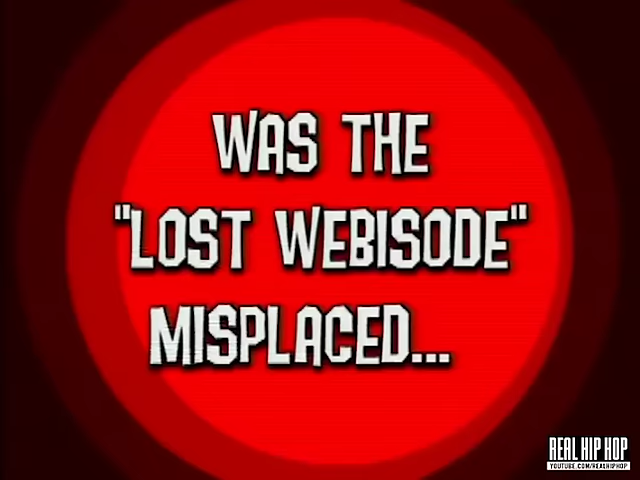 WAS THE
"LOST WEBISODE"
MISPLACED...
REAL HIP HOP
YOUTUBE.COM/REALHIPHOP